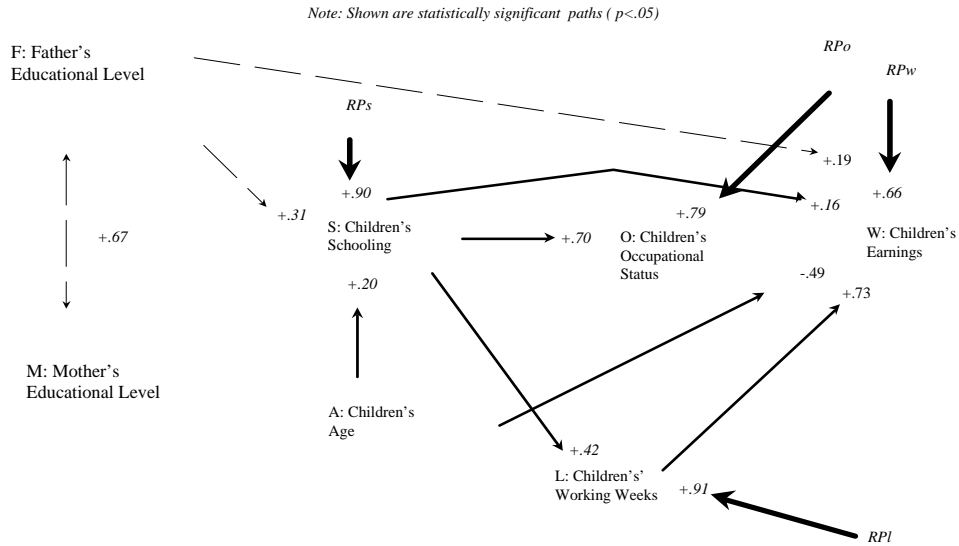 Note: Shown are statistically significant paths ( p<.05)
F: Father's
Educational Level
RPo
RPw
RPs
+.19
+.90
+.66
+.16
+.31
+.79
S: Children's
Schooling
+.67
+.70
O: Children's
Occupational
Status
W: Children's
Earnings
+.20
-.49
+.73
M: Mother's
Educational Level
A: Children's
Age
+.42
L: Children's'
Working Weeks
+.91
RPl